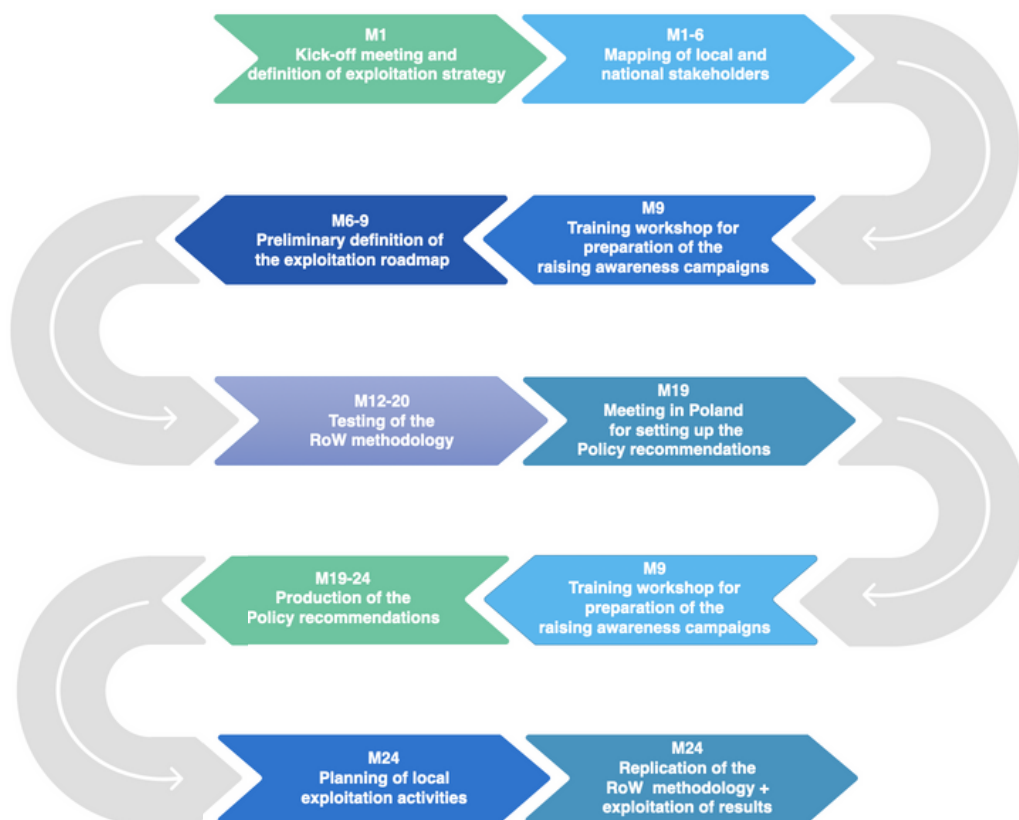 M1
Kick-off meeting and
definition of exploitation strategy
M1-6
Mapping of local and
national stakeholders
M9
Training workshop for
preparation of the
raising awareness campaigns
M6-9
Preliminary definition of
the exploitation roadmap
M12-20
Testing of the
RoW methodology
M19
Meeting in Poland
for setting up the
Policy recommendations
M9
Training workshop for
preparation of the
raising awareness campaigns
M19-24
Production of the
Policy recommendations
M24
Planning of local
exploitation activities
M24
Replication of the
RoW methodology +
exploitation of results